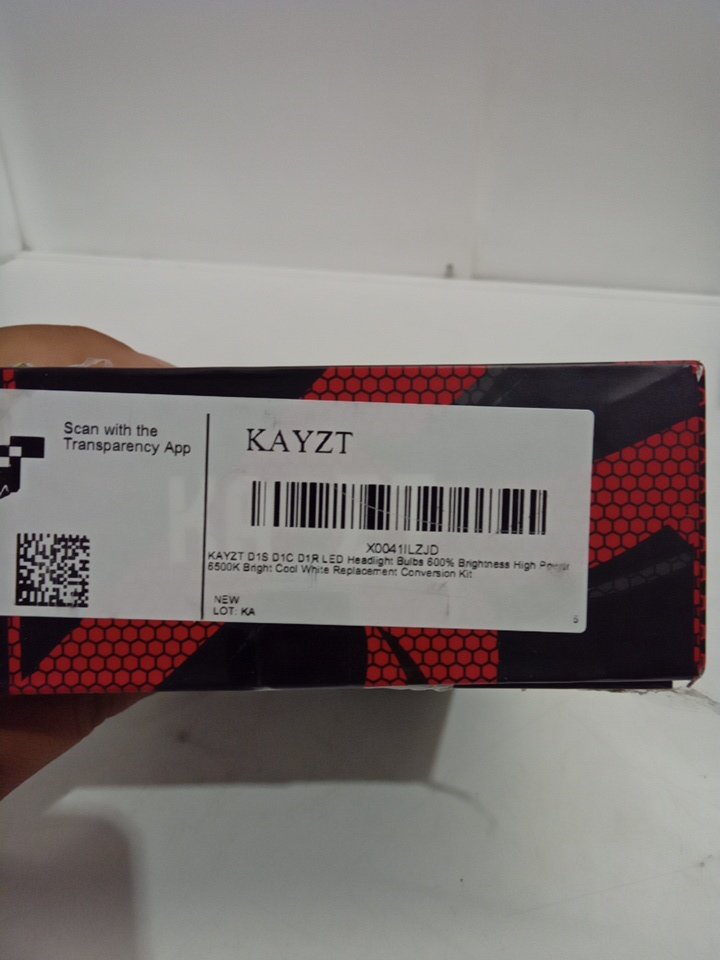 Scan with the
Transparency App
KAYZT
X0041ILZJD
KAYZT D1S D1C D1R LED Headlight Bulbs 600% Brightness High Power
6500K Bright Cool White Replacement Conversion Kit
NEW
LOT: KA
5